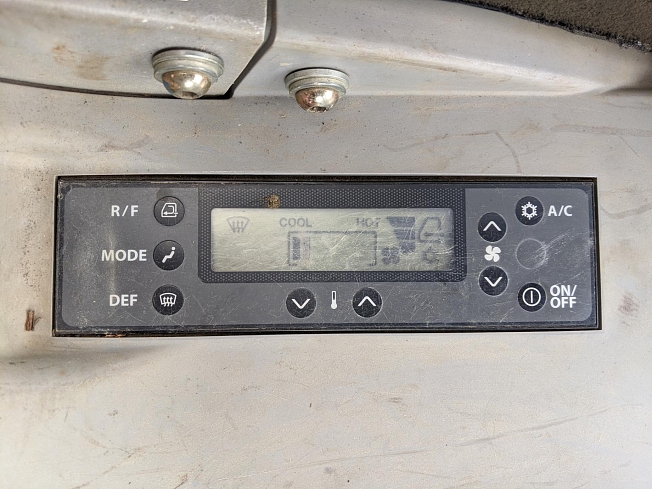 R/F
MODE
DEF
COOL HOT
A/C
ON/
OFF